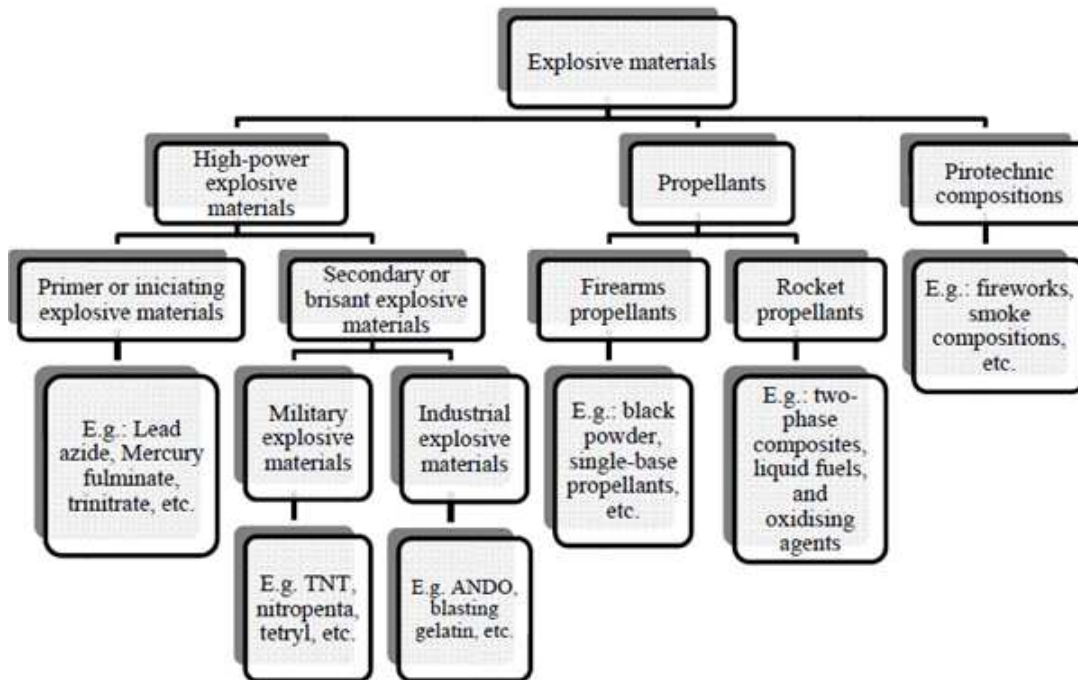 Explosive materials
High-power
explosive
materials
Propellants
Pirotechnic
compositions
Primer or iniciating
explosive materials
Secondary or
brisant explosive
materials
Firearms
propellants
Rocket
propellants
E.g.: fireworks,
smoke
compositions,
etc.
E.g.: Lead
azide, Mercury
fulminate,
trinitrate, etc.
Military
explosive
materials
Industrial
explosive
materials
E.g.: black
powder,
single-base
propellants,
etc.
E.g.: two-
phase
composites,
liquid fuels,
and
oxidising
agents
E.g. TNT,
nitropenta,
tetryl, etc.
E.g. ANDO,
blasting
gelatin, etc.